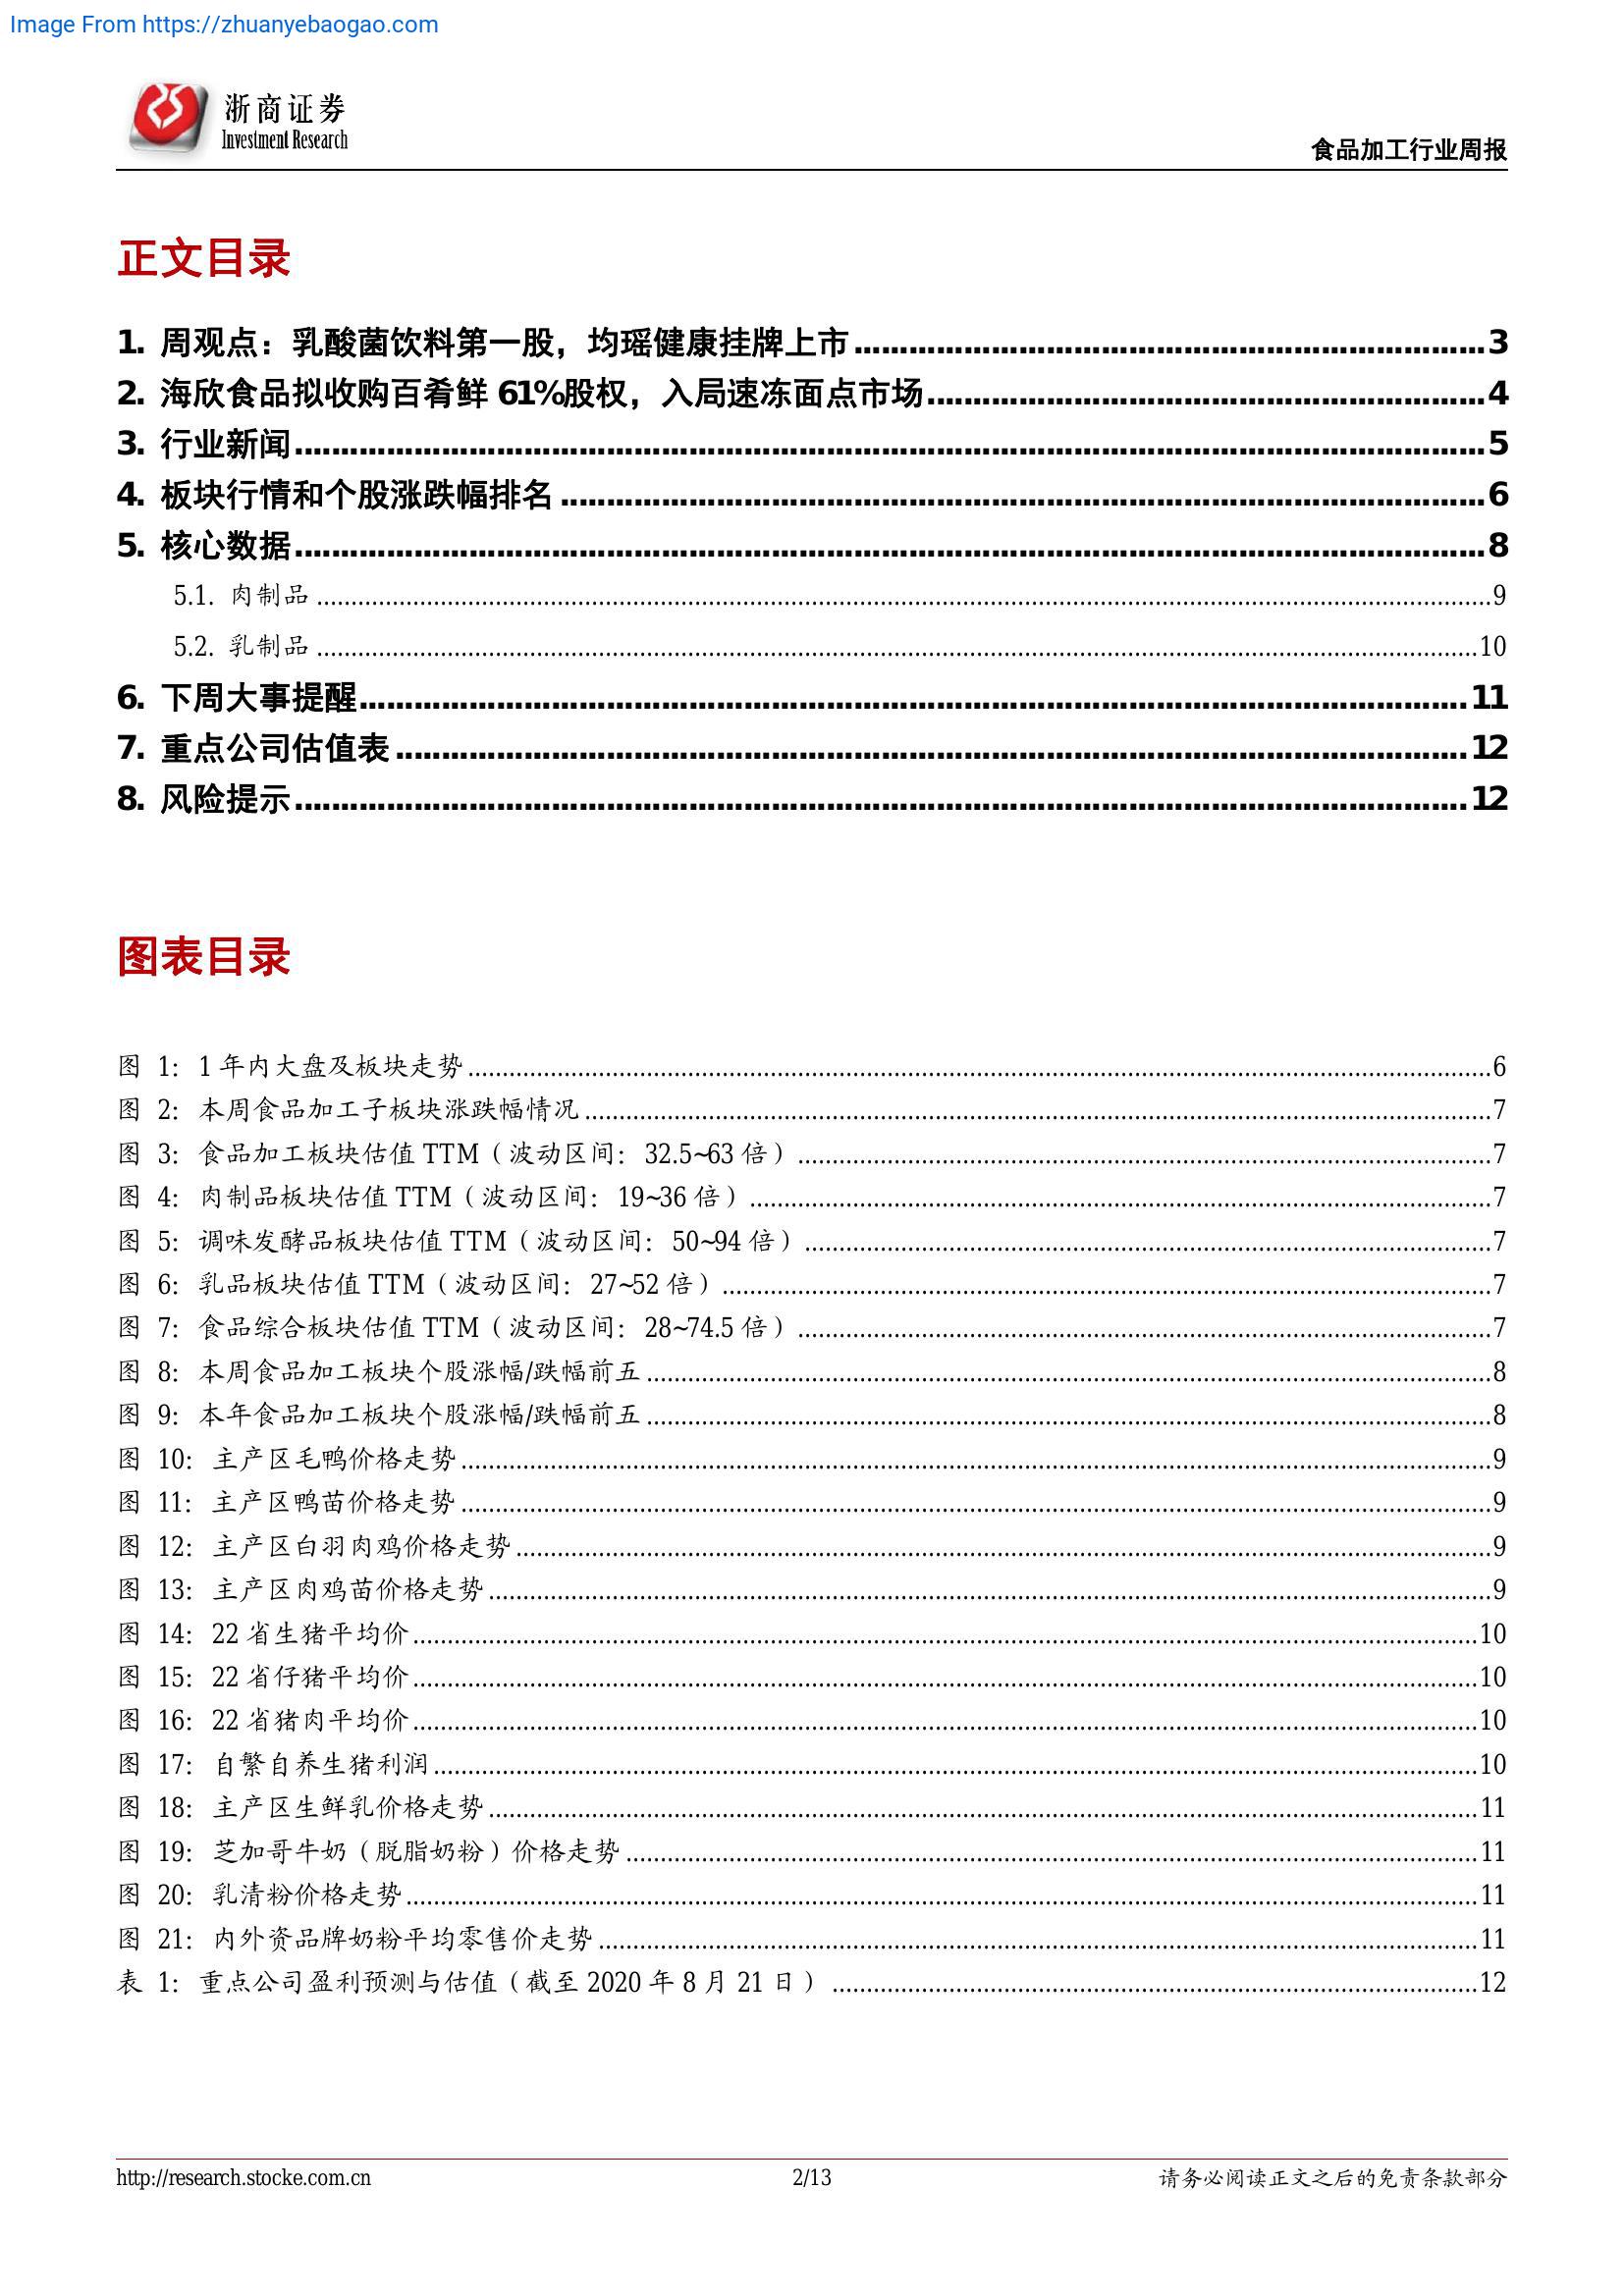 Image From https://zhuanyebaogao.com
浙商证券
Investment Research
食品加工行业周报
正文目录
1. 周观点：乳酸菌饮料第一股，均瑶健康挂牌上市 3
2. 海欣食品拟收购百肴鲜 61%股权，入局速冻面点市场 4
3. 行业新闻 5
4. 板块行情和个股涨跌幅排名 6
5. 核心数据 8
5.1. 肉制品 9
5.2. 乳制品 10
6. 下周大事提醒 11
7. 重点公司估值表 12
8. 风险提示 12
图表目录
图 1：1 年内大盘及板块走势 6
图 2：本周食品加工子板块涨跌幅情况 7
图 3：食品加工板块估值 TTM（波动区间：32.5~63 倍） 7
图 4：肉制品板块估值 TTM（波动区间：19~36 倍） 7
图 5：调味发酵品板块估值 TTM（波动区间：50~94 倍） 7
图 6：乳品板块估值 TTM（波动区间：27~52 倍） 7
图 7：食品综合板块估值 TTM（波动区间：28~74.5 倍） 7
图 8：本周食品加工板块个股涨幅/跌幅前五 8
图 9：本年食品加工板块个股涨幅/跌幅前五 8
图 10：主产区毛鸭价格走势 9
图 11：主产区鸭苗价格走势 9
图 12：主产区白羽肉鸡价格走势 9
图 13：主产区肉鸡苗价格走势 9
图 14：22 省生猪平均价 10
图 15：22 省仔猪平均价 10
图 16：22 省猪肉平均价 10
图 17：自繁自养生猪利润 10
图 18：主产区生鲜乳价格走势 11
图 19：芝加哥牛奶（脱脂奶粉）价格走势 11
图 20：乳清粉价格走势 11
图 21：内外资品牌奶粉平均零售价走势 11
表 1：重点公司盈利预测与估值（截至 2020 年 8 月 21 日） 12
http://research.stocke.com.cn 2/13 请务必阅读正文之后的免责条款部分